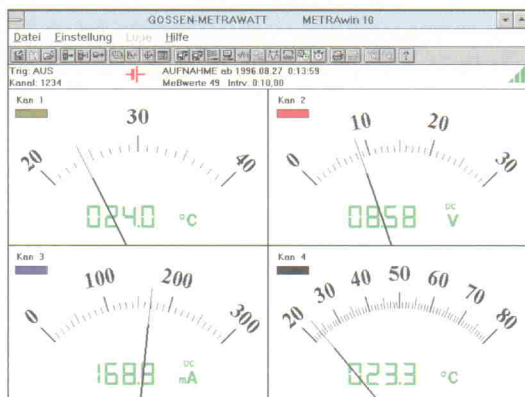 GOSSEN-METRAWATT METRAwin 10
Datei Einstellung Lupe Hilfe
Trig: AUS AUFNAHME ab 1996.08.27 0:13:59
Kanal: 1234 Meßwerte 49 Intrv. 0:10,00
Kan 1
20 30 40
024.0 °C
Kan 2
0 10 20 30
08.58 DC V
Kan 3
0 100 200 300
168.9 DC mA
Kan 4
20 30 40 50 60 70 80
023.3 °C